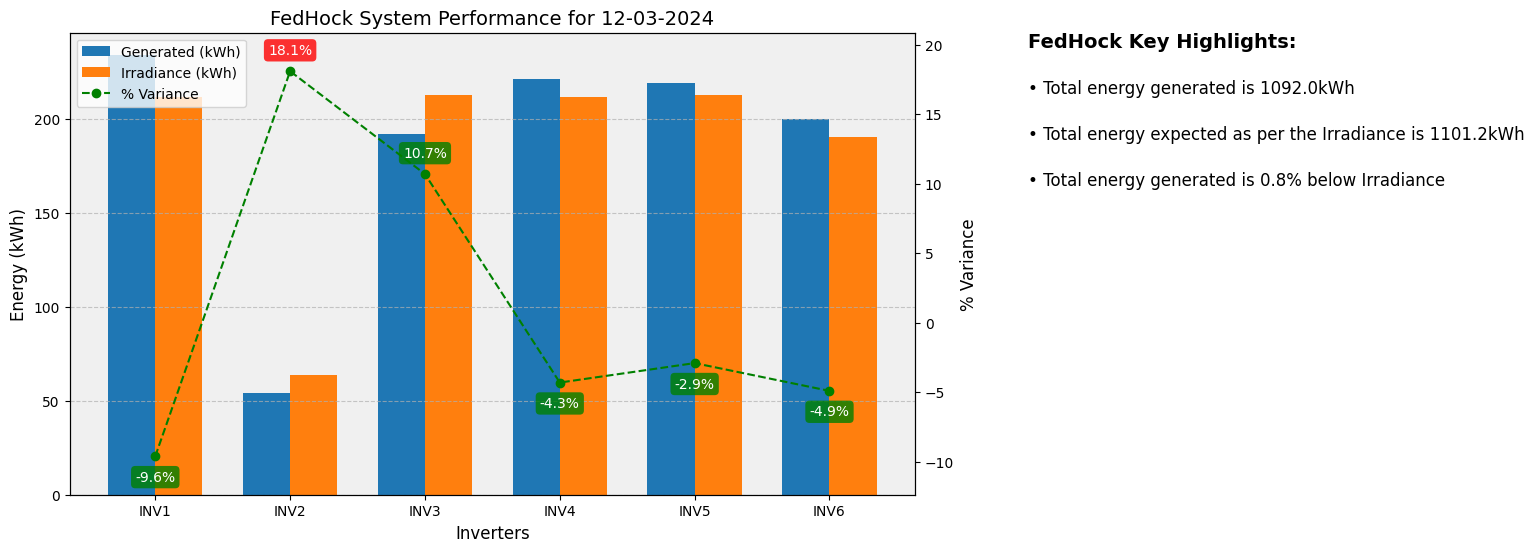 FedHock System Performance for 12-03-2024
Generated (kWh)
Irradiance (kWh)
% Variance
Energy (kWh)
200
150
100
50
0
18.1%
10.7%
-9.6%
-4.3%
-2.9%
-4.9%
20
15
10
5
0
−5
−10
% Variance
INV1
INV2
INV3
INV4
INV5
INV6
Inverters
FedHock Key Highlights:
• Total energy generated is 1092.0kWh
• Total energy expected as per the Irradiance is 1101.2kWh
• Total energy generated is 0.8% below Irradiance